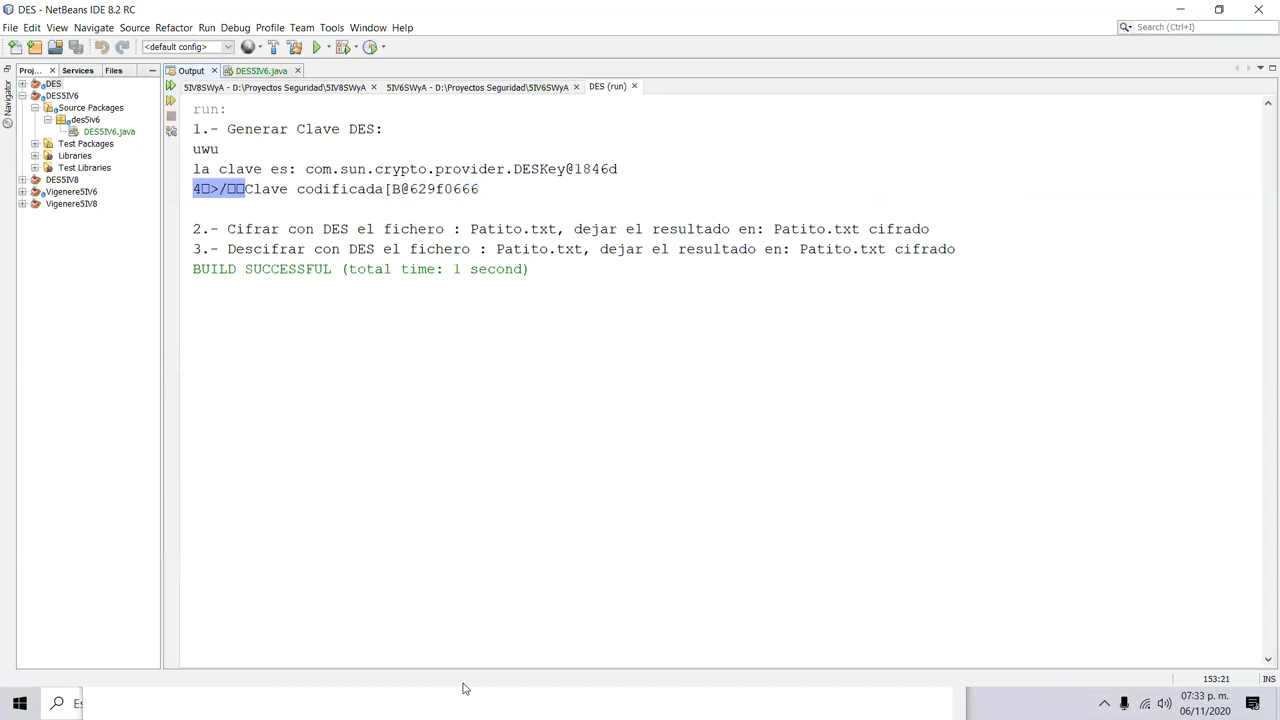 DES - NetBeans IDE 8.2 RC
File Edit View Navigate Source Refactor Run Debug Profile Team Tools Window Help
Search (Ctrl+I)
<default config>
Proj... Services Files
Output DES5IV6.java
Navigator
DES
DES5IV6
Source Packages
des5iv6
DES5IV6.java
Test Packages
Libraries
Test Libraries
DES5IV8
Vigenere5IV6
Vigenere5IV8
5IV8SWyA - D:\Proyectos Seguridad\5IV8SWyA 5IV6SWyA - D:\Proyectos Seguridad\5IV6SWyA DES (run)
run:
1.- Generar Clave DES:
uwu
la clave es: com.sun.crypto.provider.DESKey@1846d
4□>/□□Clave codificada[B@629f0666
2.- Cifrar con DES el fichero : Patito.txt, dejar el resultado en: Patito.txt cifrado
3.- Descifrar con DES el fichero : Patito.txt, dejar el resultado en: Patito.txt cifrado
BUILD SUCCESSFUL (total time: 1 second)
153:21 INS
Es
07:33 p. m.
06/11/2020